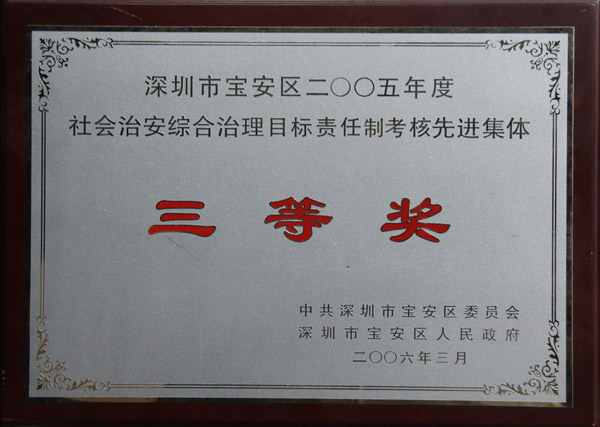 深圳市宝安区二〇〇五年度
社会治安综合治理目标责任制考核先进集体
三等奖
中共深圳市宝安区委员会
深圳市宝安区人民政府
二〇〇六年三月